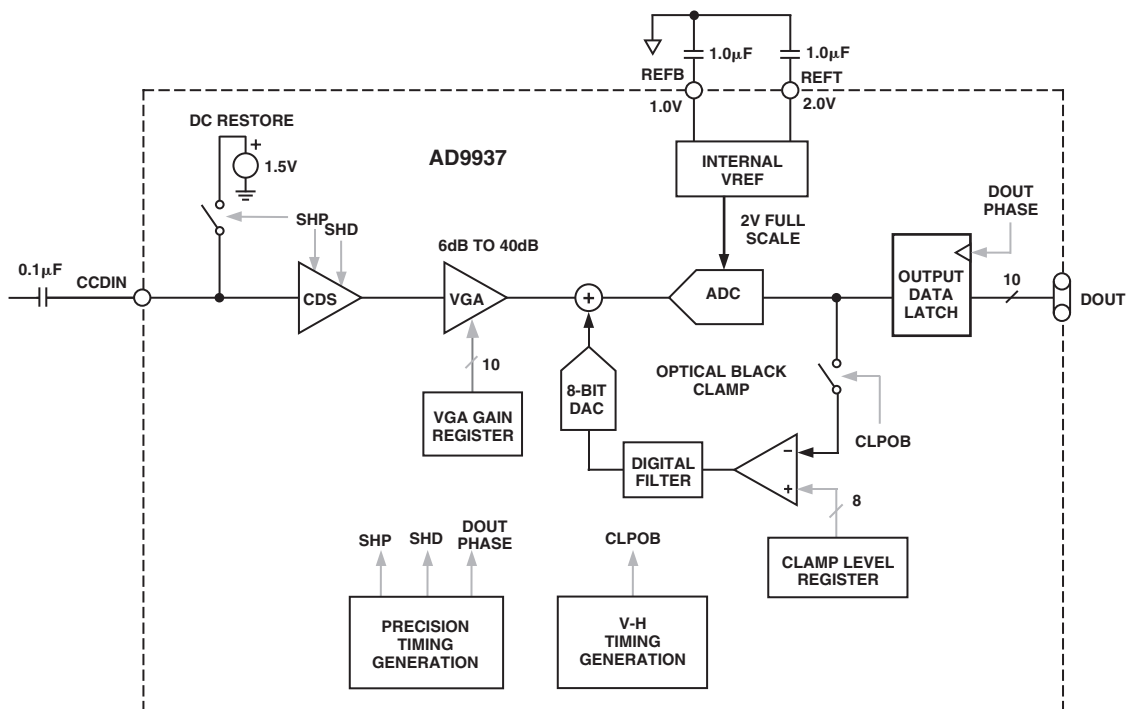 1.0μF
1.0μF
REFB
REFT
1.0V
2.0V
DC RESTORE
+
1.5V
AD9937
INTERNAL
VREF
DOUT
PHASE
SHP
SHD
2V FULL
SCALE
6dB TO 40dB
0.1μF
CCDIN
CDS
VGA
+
ADC
OUTPUT
DATA
LATCH
10
DOUT
10
8-BIT
DAC
OPTICAL BLACK
CLAMP
VGA GAIN
REGISTER
CLPOB
DIGITAL
FILTER
–
+
8
SHP
SHD
DOUT
PHASE
CLPOB
CLAMP LEVEL
REGISTER
PRECISION
TIMING
GENERATION
V-H
TIMING
GENERATION